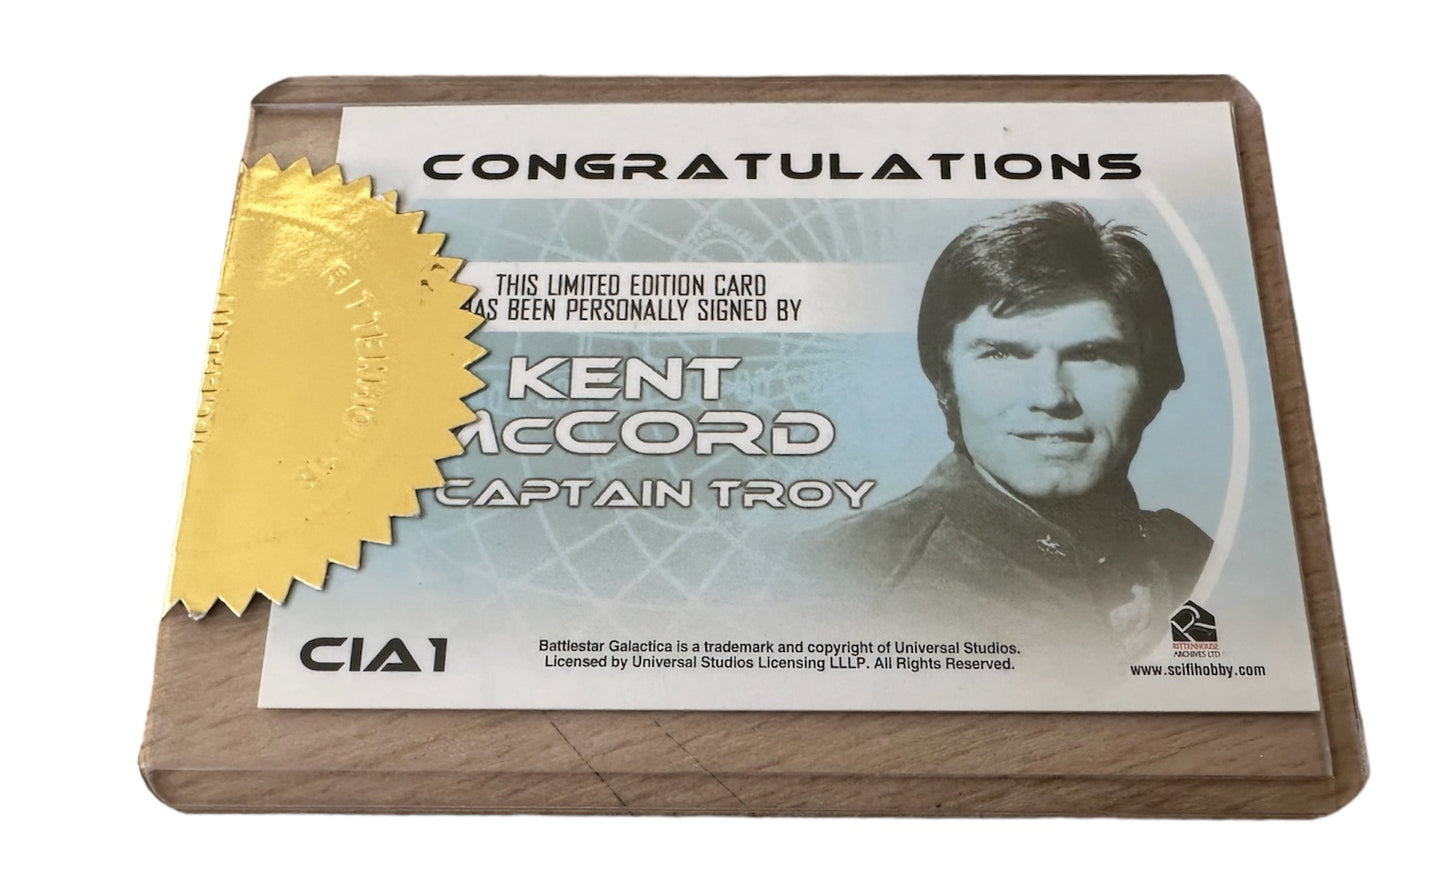 CONGRATULATIONS
THIS LIMITED EDITION CARD
HAS BEEN PERSONALLY SIGNED BY
KENT
McCORD
CAPTAIN TROY
CIA1
Battlestar Galactica is a trademark and copyright of Universal Studios.
Licensed by Universal Studios Licensing LLLP. All Rights Reserved.
RITTENHOUSE
ARCHIVES LTD
www.scifihobby.com